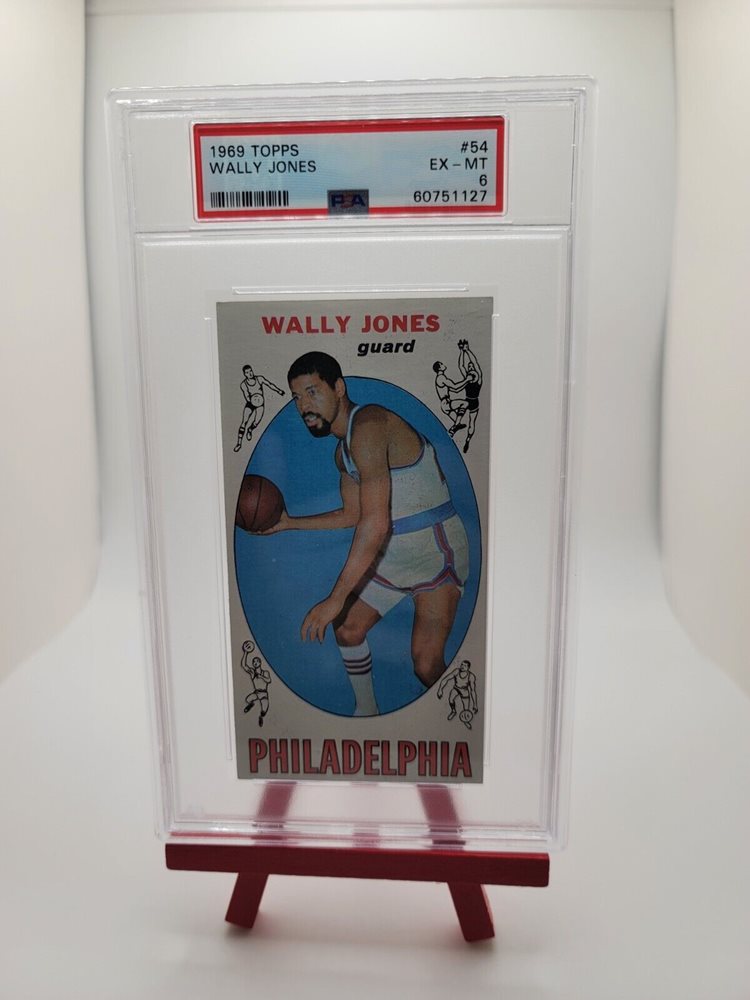 1969 TOPPS #54
WALLY JONES EX - MT
6
PSA 60751127
WALLY JONES
guard
PHILADELPHIA